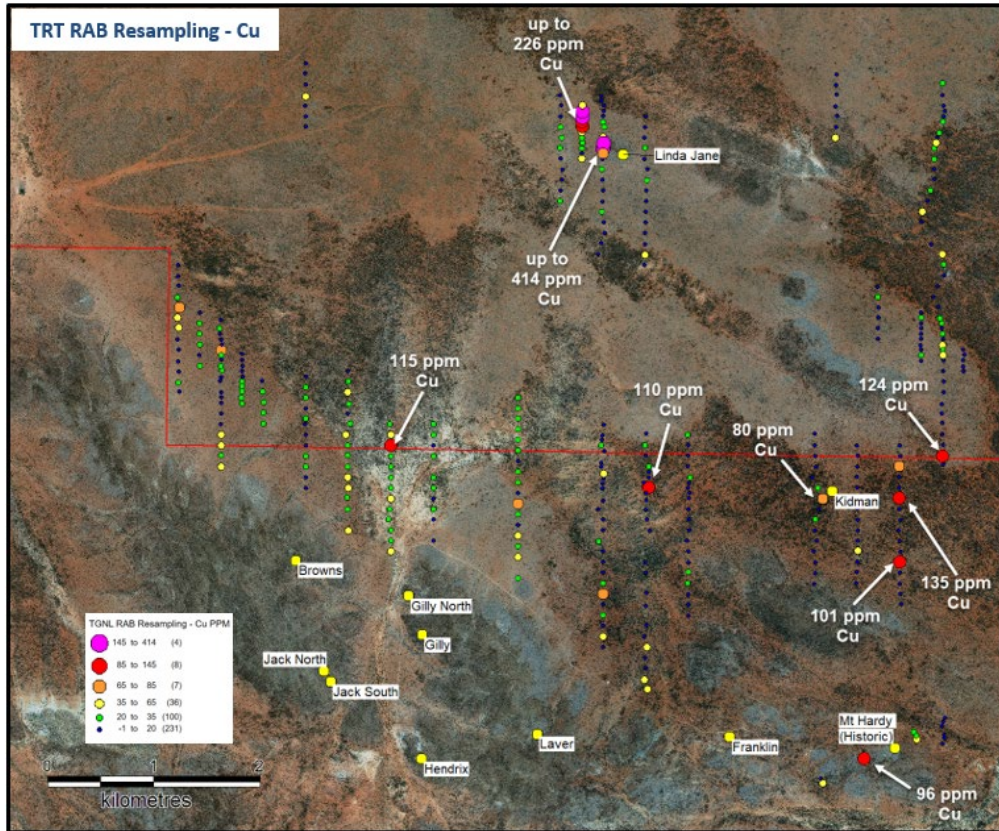 TRT RAB Resampling - Cu
up to
226 ppm
Cu
Linda Jane
up to
414 ppm
Cu
115 ppm
Cu
110 ppm
Cu
124 ppm
Cu
80 ppm
Cu
Kidman
135 ppm
Cu
101 ppm
Cu
Browns
Gilly North
Gilly
Jack North
Jack South
Laver
Franklin
Mt Hardy
(Historic)
Hendrix
96 ppm
Cu
TGNL RAB Resampling - Cu PPM
145 to 414 (4)
85 to 145 (8)
65 to 85 (7)
35 to 65 (36)
20 to 35 (100)
-1 to 20 (231)
0 1 2
kilometres